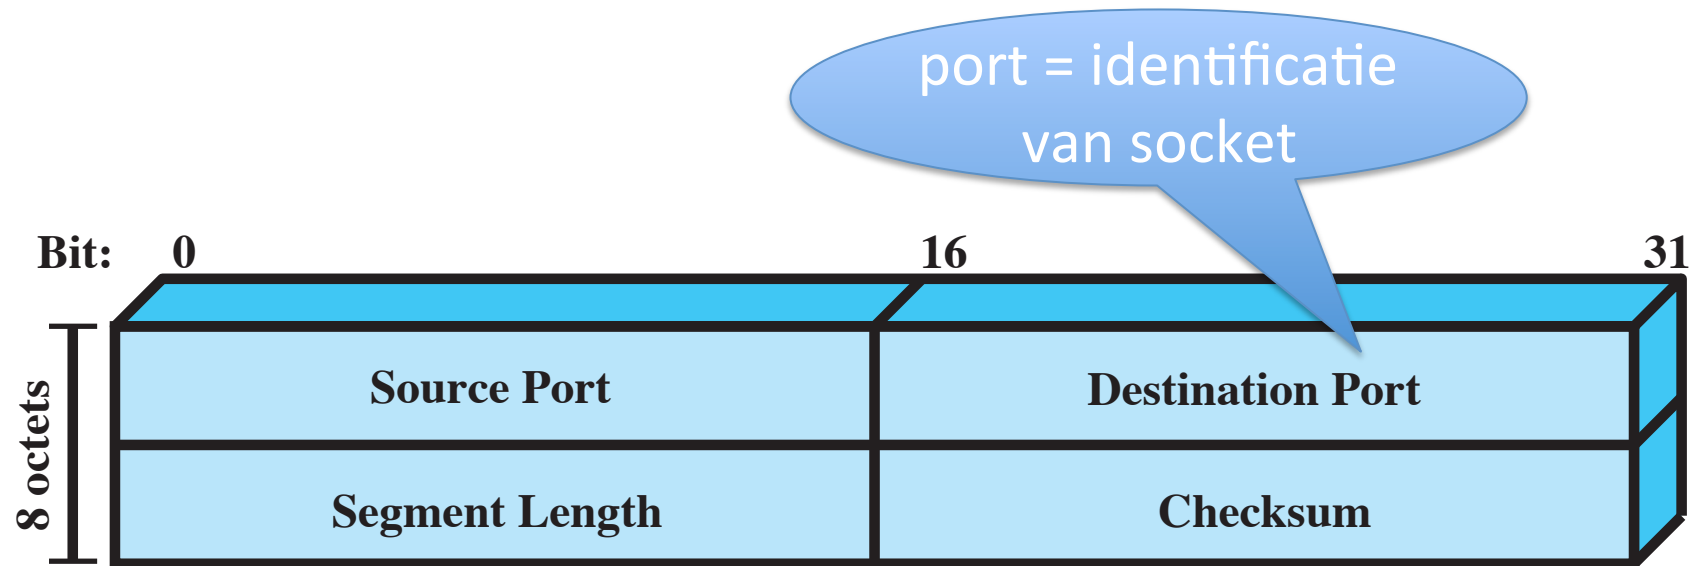 port = identificatie
van socket
Bit: 0 16 31
Source Port Destination Port
8 octets
Segment Length Checksum